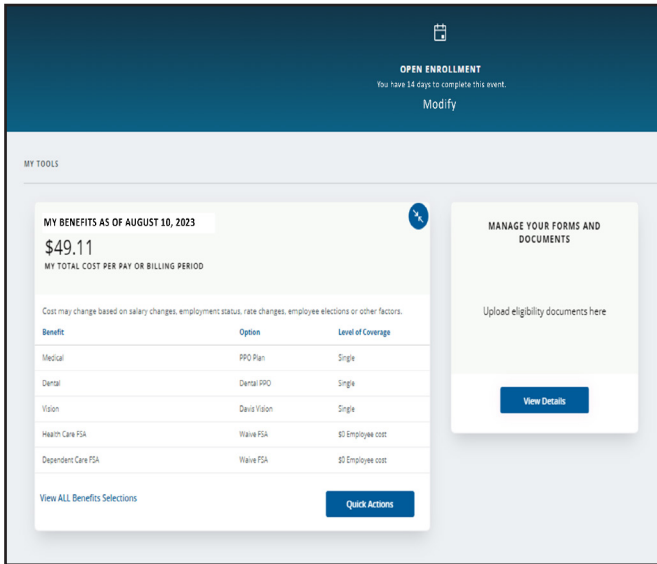 OPEN ENROLLMENT
You have 14 days to complete this event.
Modify
MY TOOLS
MY BENEFITS AS OF AUGUST 10, 2023
$49.11
MY TOTAL COST PER PAY OR BILLING PERIOD
Cost may change based on salary changes, employment status, rate changes, employee elections or other factors.
Benefit Option Level of Coverage
Medical PPO Plan Single
Dental Dental PPO Single
Vision Davis Vision Single
Health Care FSA Waive FSA $0 Employee cost
Dependent Care FSA Waive FSA $0 Employee cost
View ALL Benefits Selections
Quick Actions
MANAGE YOUR FORMS AND
DOCUMENTS
Upload eligibility documents here
View Details